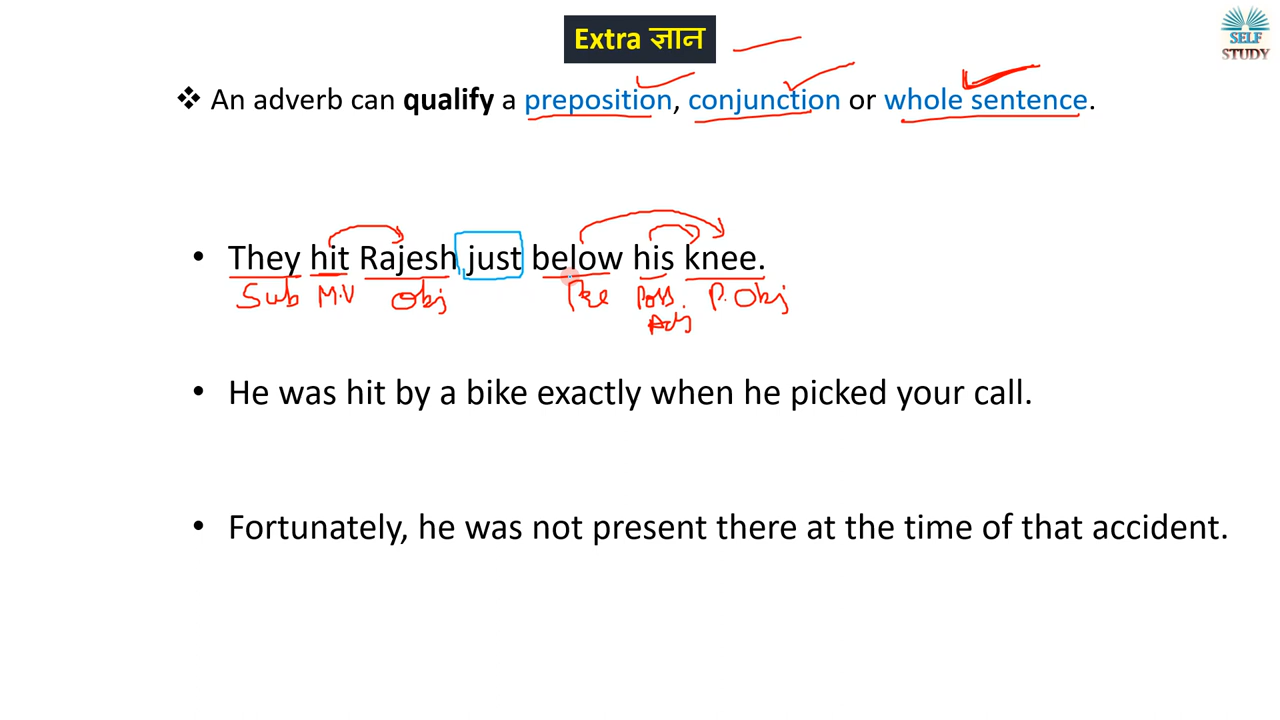 Extra ज्ञान
SELF
STUDY
❖ An adverb can qualify a preposition, conjunction or whole sentence.
• They hit Rajesh just below his knee.
Sub M.V Obj Pre Poss. P. Obj
Adj
• He was hit by a bike exactly when he picked your call.
• Fortunately, he was not present there at the time of that accident.